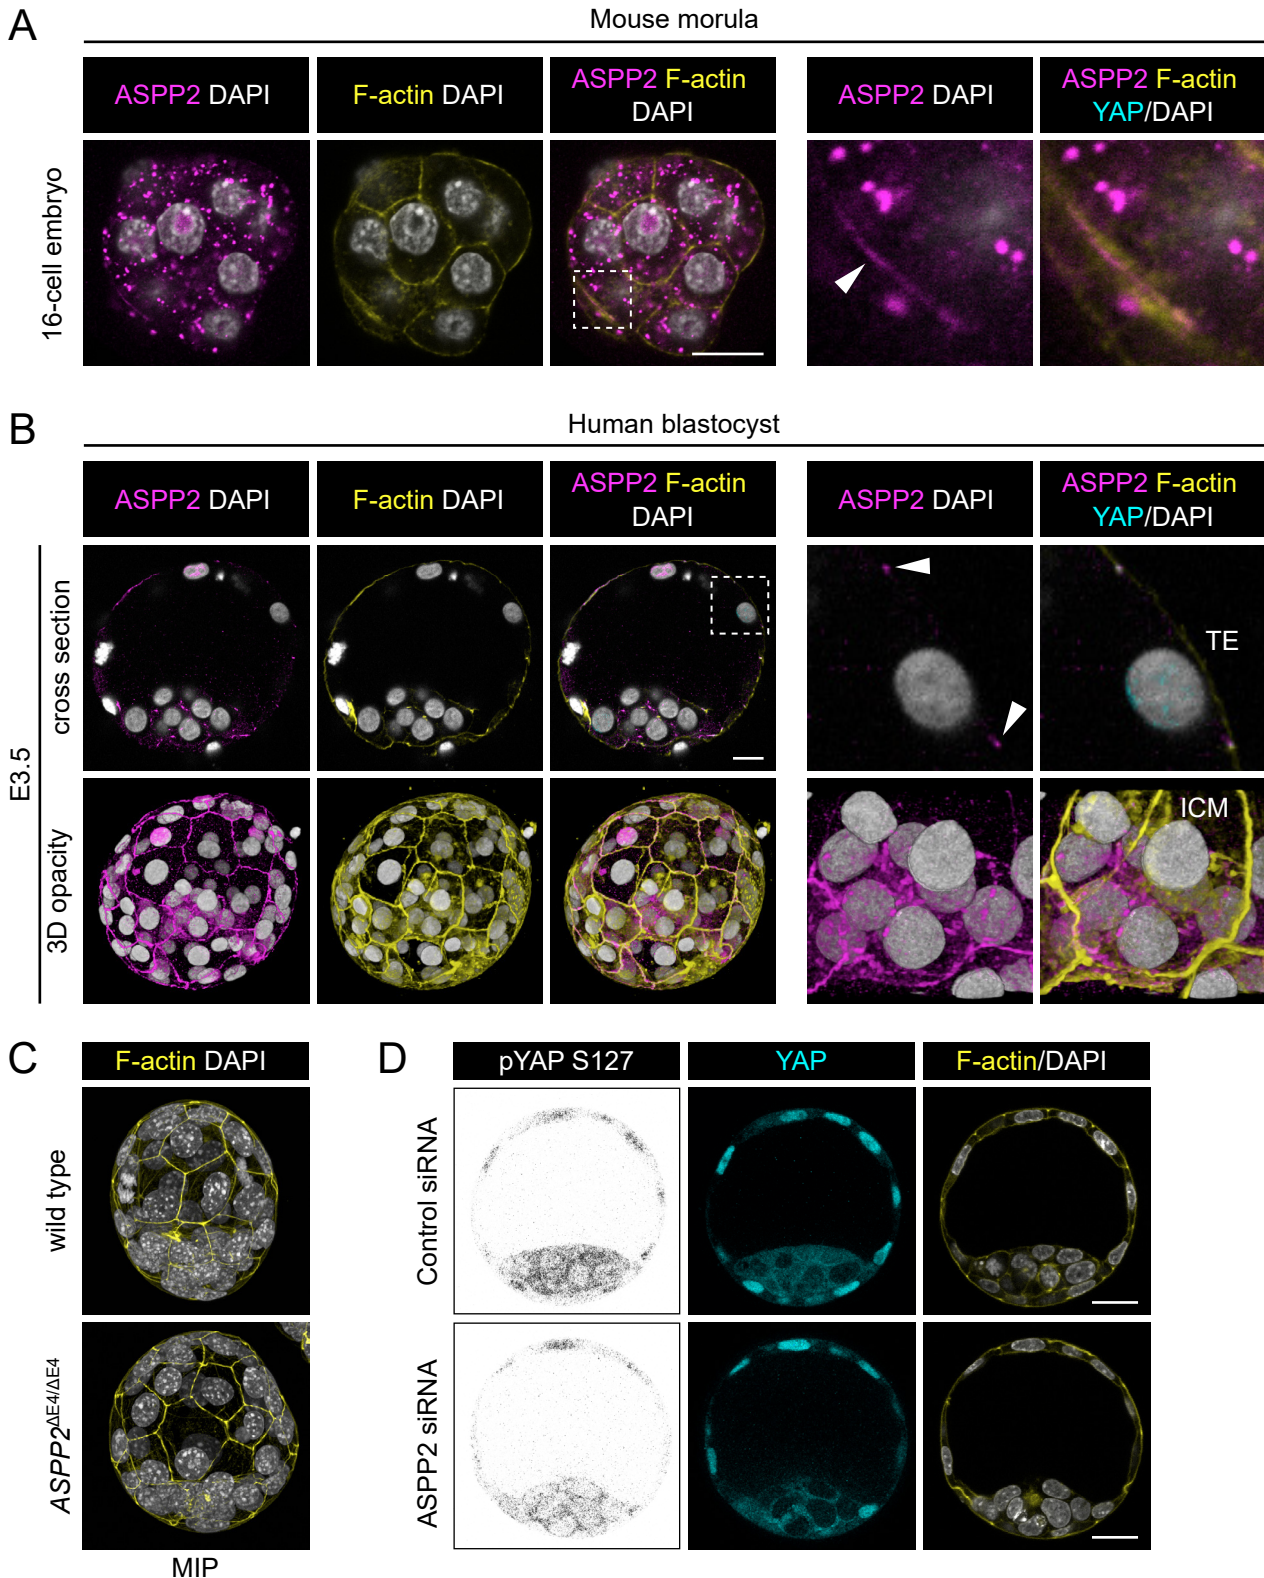 A
Mouse morula
ASPP2 DAPI
F-actin DAPI
ASPP2 F-actin
DAPI
ASPP2 DAPI
ASPP2 F-actin
YAP/DAPI
16-cell embryo
B
Human blastocyst
ASPP2 DAPI
F-actin DAPI
ASPP2 F-actin
DAPI
ASPP2 DAPI
ASPP2 F-actin
YAP/DAPI
E3.5
cross section
TE
3D opacity
ICM
C
F-actin DAPI
wild type
ASPP2ΔE4/ΔE4
MIP
D
pYAP S127
YAP
F-actin/DAPI
Control siRNA
ASPP2 siRNA